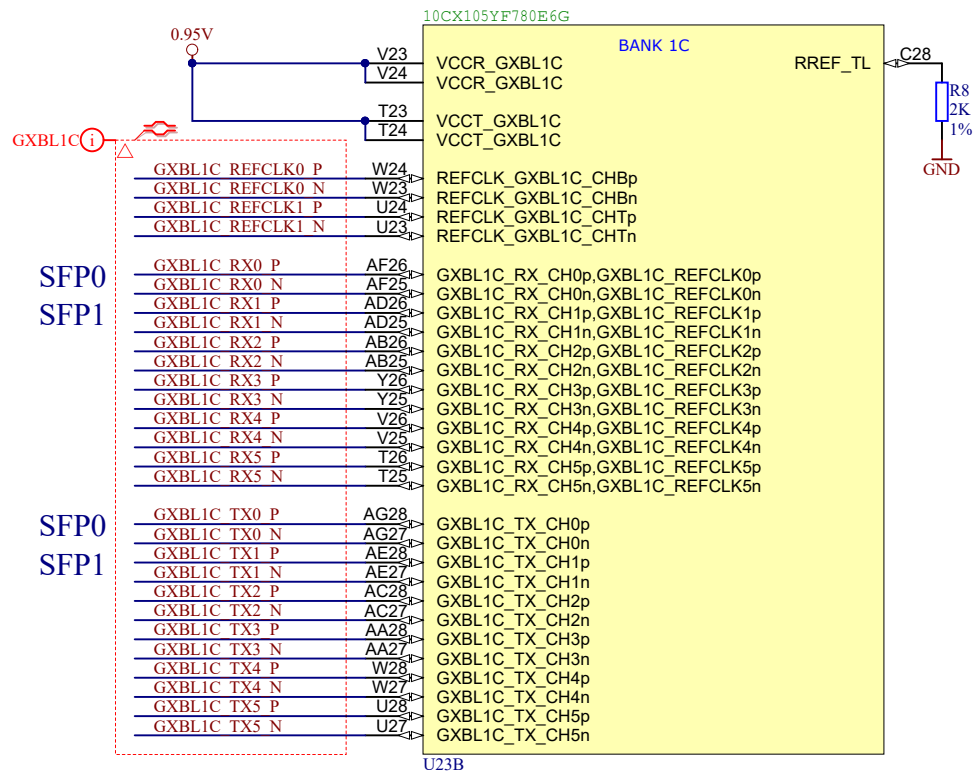 10CX105YF780E6G
BANK 1C
0.95V
V23 VCCR_GXBL1C
V24 VCCR_GXBL1C
RREF_TL C28
R8
2K
1%
GND
T23 VCCT_GXBL1C
T24 VCCT_GXBL1C
GXBL1C i
GXBL1C_REFCLK0_P W24 REFCLK_GXBL1C_CHBp
GXBL1C_REFCLK0_N W23 REFCLK_GXBL1C_CHBn
GXBL1C_REFCLK1_P U24 REFCLK_GXBL1C_CHTp
GXBL1C_REFCLK1_N U23 REFCLK_GXBL1C_CHTn
SFP0
GXBL1C_RX0_P AF26 GXBL1C_RX_CH0p,GXBL1C_REFCLK0p
GXBL1C_RX0_N AF25 GXBL1C_RX_CH0n,GXBL1C_REFCLK0n
SFP1
GXBL1C_RX1_P AD26 GXBL1C_RX_CH1p,GXBL1C_REFCLK1p
GXBL1C_RX1_N AD25 GXBL1C_RX_CH1n,GXBL1C_REFCLK1n
GXBL1C_RX2_P AB26 GXBL1C_RX_CH2p,GXBL1C_REFCLK2p
GXBL1C_RX2_N AB25 GXBL1C_RX_CH2n,GXBL1C_REFCLK2n
GXBL1C_RX3_P Y26 GXBL1C_RX_CH3p,GXBL1C_REFCLK3p
GXBL1C_RX3_N Y25 GXBL1C_RX_CH3n,GXBL1C_REFCLK3n
GXBL1C_RX4_P V26 GXBL1C_RX_CH4p,GXBL1C_REFCLK4p
GXBL1C_RX4_N V25 GXBL1C_RX_CH4n,GXBL1C_REFCLK4n
GXBL1C_RX5_P T26 GXBL1C_RX_CH5p,GXBL1C_REFCLK5p
GXBL1C_RX5_N T25 GXBL1C_RX_CH5n,GXBL1C_REFCLK5n
SFP0
GXBL1C_TX0_P AG28 GXBL1C_TX_CH0p
GXBL1C_TX0_N AG27 GXBL1C_TX_CH0n
SFP1
GXBL1C_TX1_P AE28 GXBL1C_TX_CH1p
GXBL1C_TX1_N AE27 GXBL1C_TX_CH1n
GXBL1C_TX2_P AC28 GXBL1C_TX_CH2p
GXBL1C_TX2_N AC27 GXBL1C_TX_CH2n
GXBL1C_TX3_P AA28 GXBL1C_TX_CH3p
GXBL1C_TX3_N AA27 GXBL1C_TX_CH3n
GXBL1C_TX4_P W28 GXBL1C_TX_CH4p
GXBL1C_TX4_N W27 GXBL1C_TX_CH4n
GXBL1C_TX5_P U28 GXBL1C_TX_CH5p
GXBL1C_TX5_N U27 GXBL1C_TX_CH5n
U23B